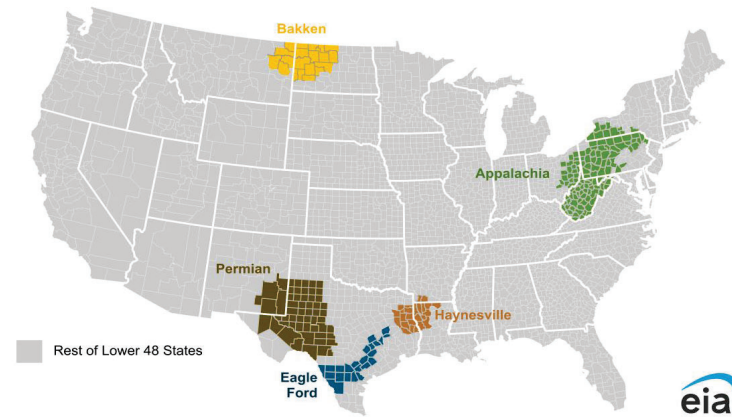 Bakken
Appalachia
Permian
Haynesville
Rest of Lower 48 States
Eagle
Ford
eia